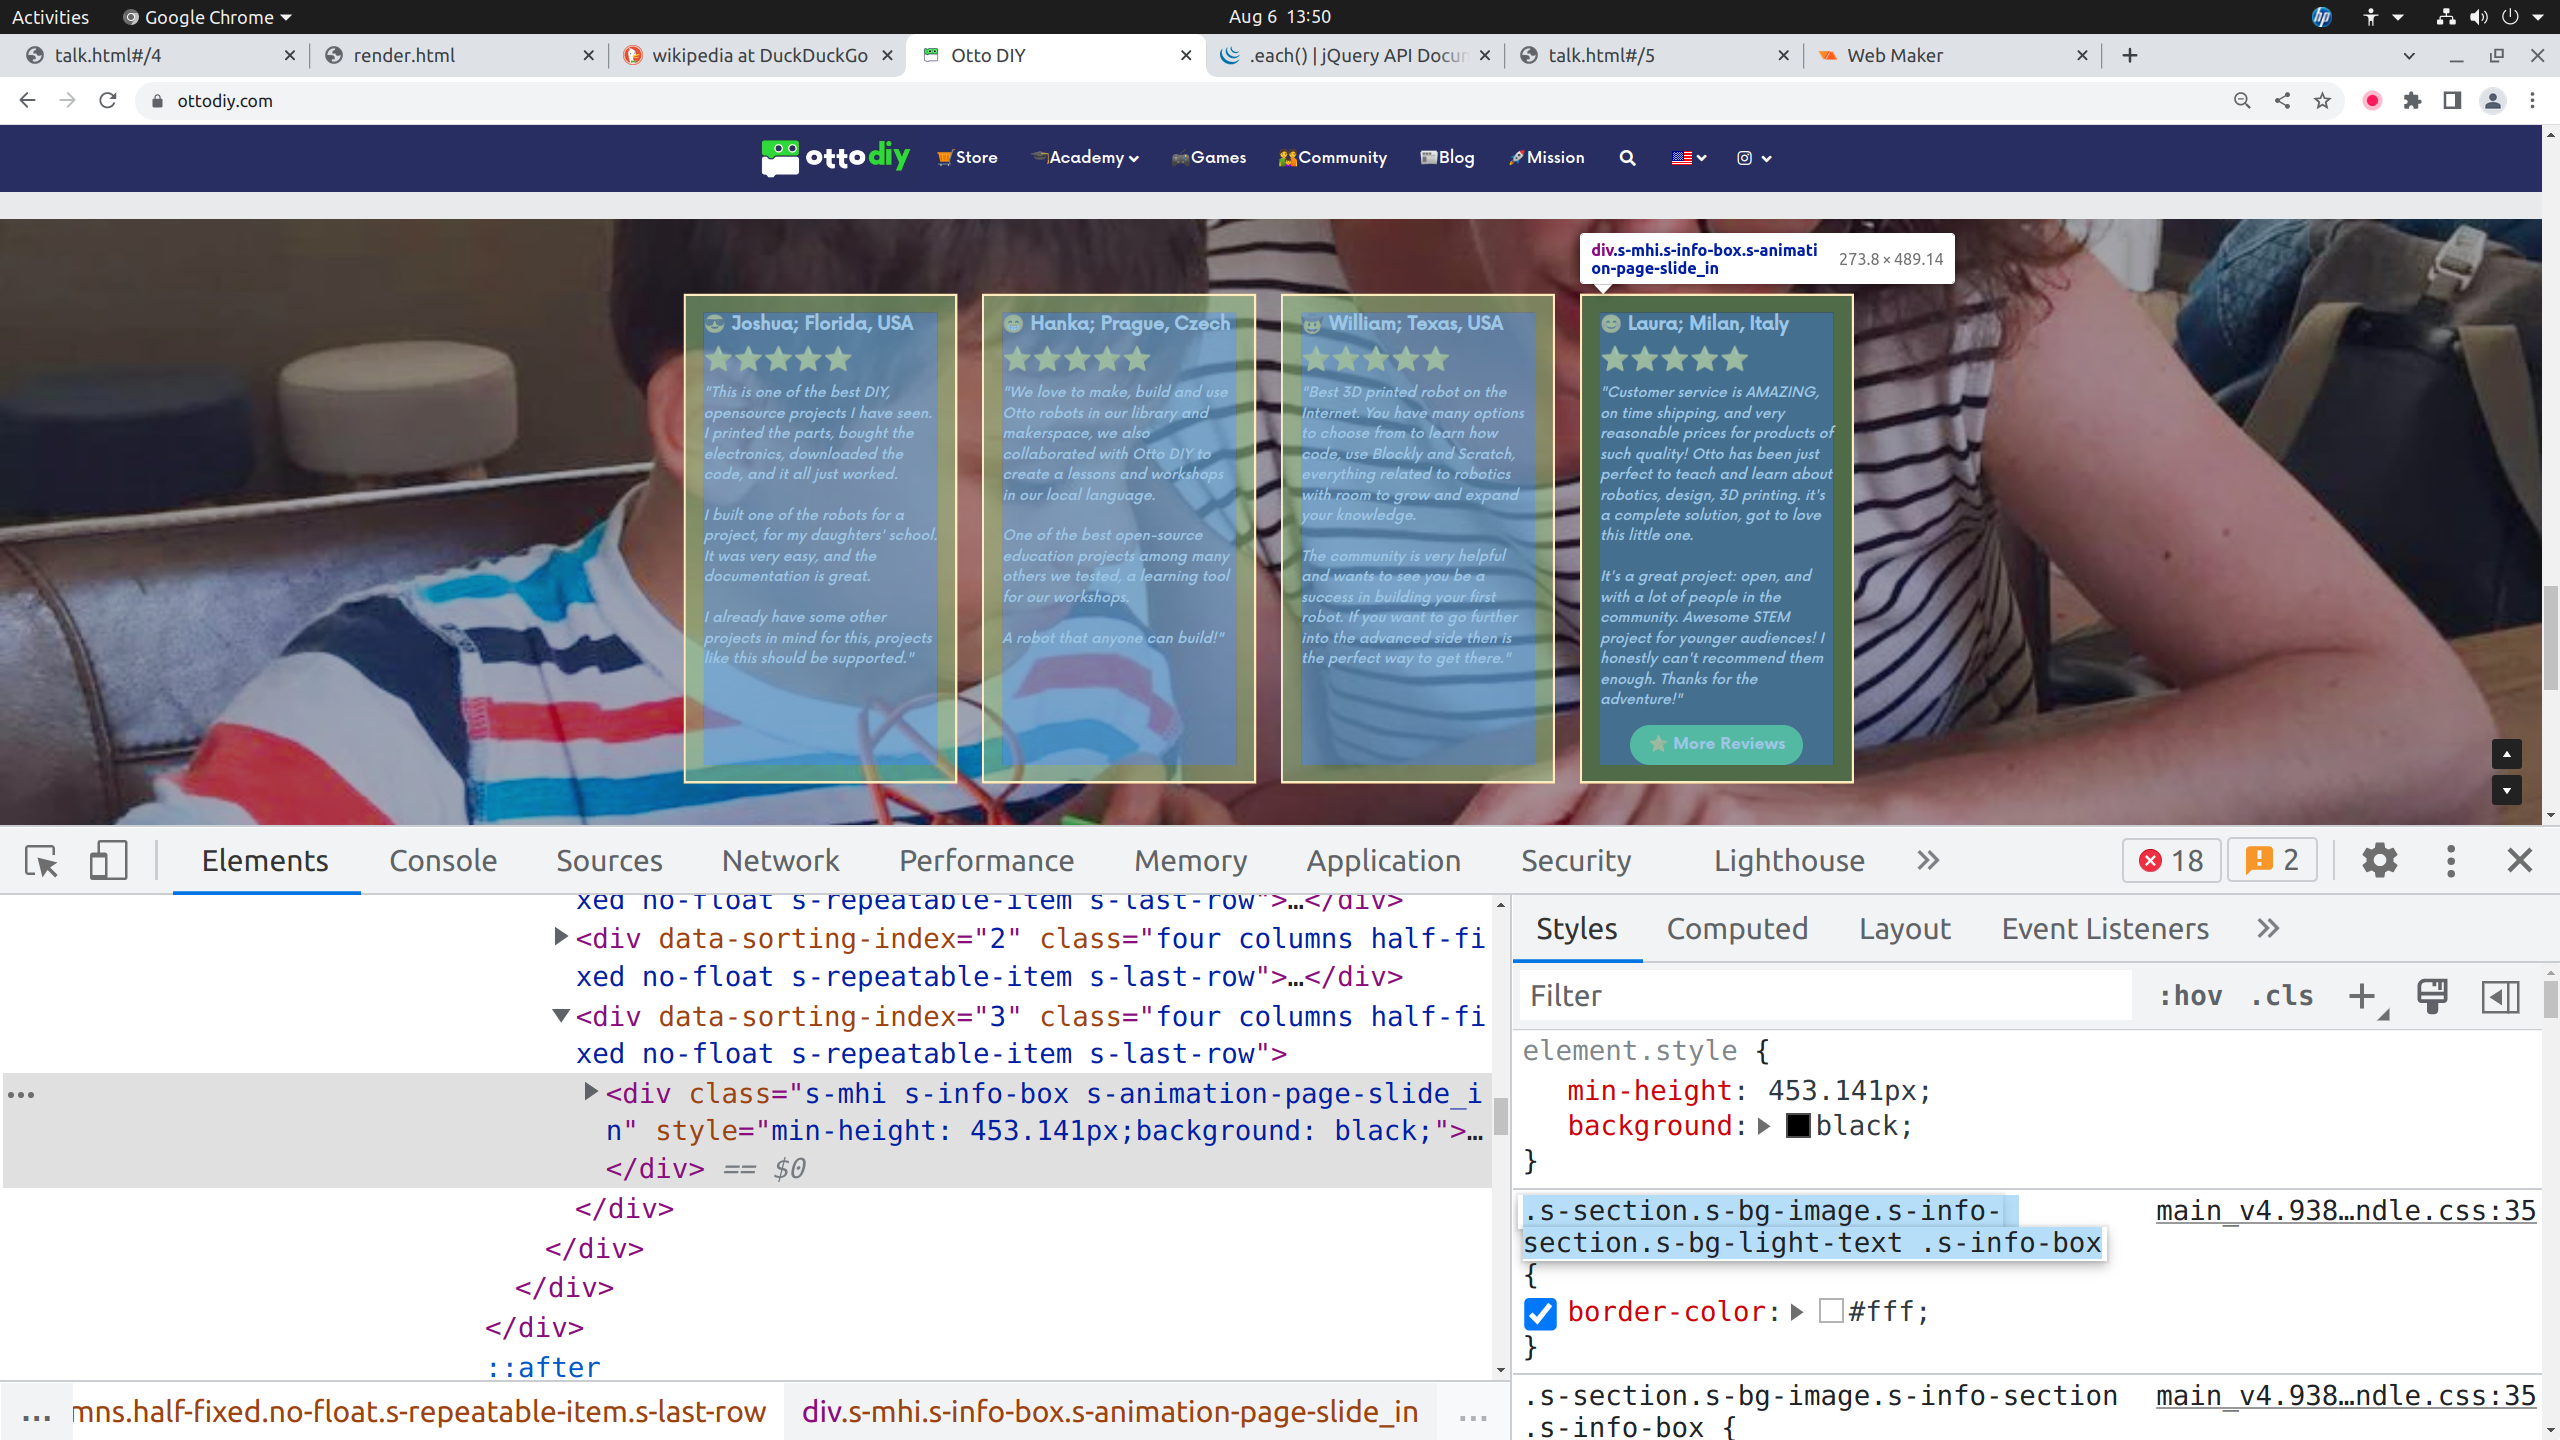 Activities Google Chrome Aug 6 13:50
talk.html#/4 render.html wikipedia at DuckDuckGo Otto DIY .each() | jQuery API Docum talk.html#/5 Web Maker
ottodiy.com
ottodiy Store Academy Games Community Blog Mission
div.s-mhi.s-info-box.s-animati
on-page-slide_in
273.8 × 489.14
Joshua; Florida, USA
"This is one of the best DIY,
opensource projects I have seen.
I printed the parts, bought the
electronics, downloaded the
code, and it all just worked.
I built one of the robots for a
project, for my daughters' school.
It was very easy, and the
documentation is great.
I already have some other
projects in mind for this, projects
like this should be supported."
Hanka; Prague, Czech
"We love to make, build and use
Otto robots in our library and
makerspace, we also
collaborated with Otto DIY to
create a lessons and workshops
in our local language.
One of the best open-source
education projects among many
others we tested, a learning tool
for our workshops.
A robot that anyone can build!"
William; Texas, USA
"Best 3D printed robot on the
Internet. You have many options
to choose from to learn how
code, use Blockly and Scratch,
everything related to robotics
with room to grow and expand
your knowledge.
The community is very helpful
and wants to see you be a
success in building your first
robot. If you want to go further
into the advanced side then is
the perfect way to get there."
Laura; Milan, Italy
"Customer service is AMAZING,
on time shipping, and very
reasonable prices for products of
such quality! Otto has been just
perfect to teach and learn about
robotics, design, 3D printing. it's
a complete solution, got to love
this little one.
It's a great project: open, and
with a lot of people in the
community. Awesome STEM
project for younger audiences! I
honestly can't recommend them
enough. Thanks for the
adventure!"
More Reviews
Elements Console Sources Network Performance Memory Application Security Lighthouse 18 2
xed no-float s-repeatable-item s-last-row">…</div>
<div data-sorting-index="2" class="four columns half-fi
xed no-float s-repeatable-item s-last-row">…</div>
<div data-sorting-index="3" class="four columns half-fi
xed no-float s-repeatable-item s-last-row">
<div class="s-mhi s-info-box s-animation-page-slide_i
n" style="min-height: 453.141px;background: black;">…
</div> == $0
</div>
</div>
</div>
</div>
::after
... mns.half-fixed.no-float.s-repeatable-item.s-last-row div.s-mhi.s-info-box.s-animation-page-slide_in ...
Styles Computed Layout Event Listeners
Filter :hov .cls
element.style {
min-height: 453.141px;
background: black;
}
.s-section.s-bg-image.s-info- main_v4.938…ndle.css:35
section.s-bg-light-text .s-info-box
{
border-color: #fff;
}
.s-section.s-bg-image.s-info-section main_v4.938…ndle.css:35
.s-info-box {